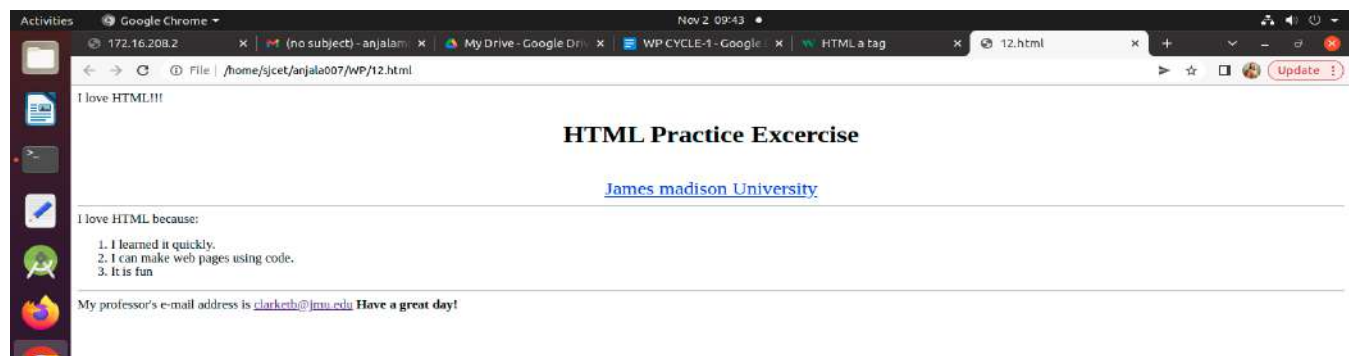 Activities Google Chrome Nov 2 09:43
172.16.208.2 (no subject) - anjalam My Drive - Google Driv WP CYCLE-1 - Google HTML a tag 12.html
File /home/sjcet/anjala007/WP/12.html Update
I love HTML!!!
HTML Practice Excercise
James madison University
I love HTML because:
1. I learned it quickly.
2. I can make web pages using code.
3. It is fun
My professor's e-mail address is clarketb@jmu.edu Have a great day!